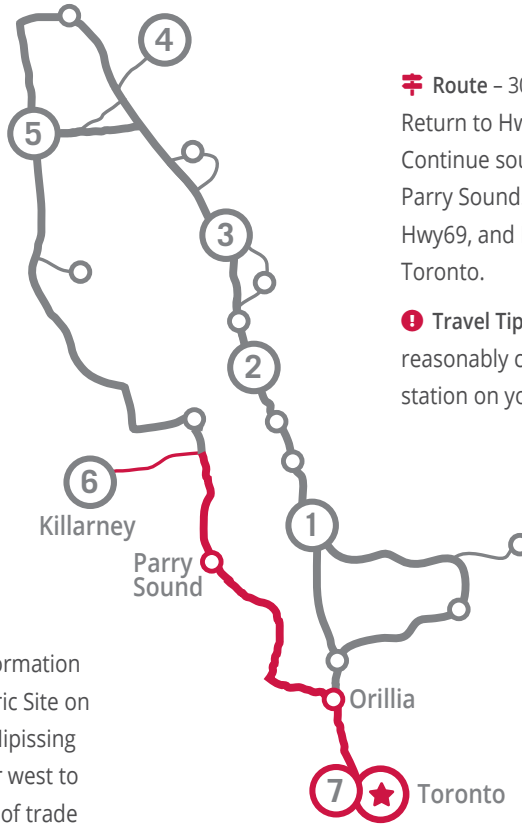 4
5
Route – 30
Return to Hw
Continue sou
Parry Sound
Hwy69, and
Toronto.
3
Travel Tip
reasonably c
station on yo
2
6
Killarney
1
Parry
Sound
ormation
ric Site on
lipissing
r west to
of trade
Orillia
7
Toronto